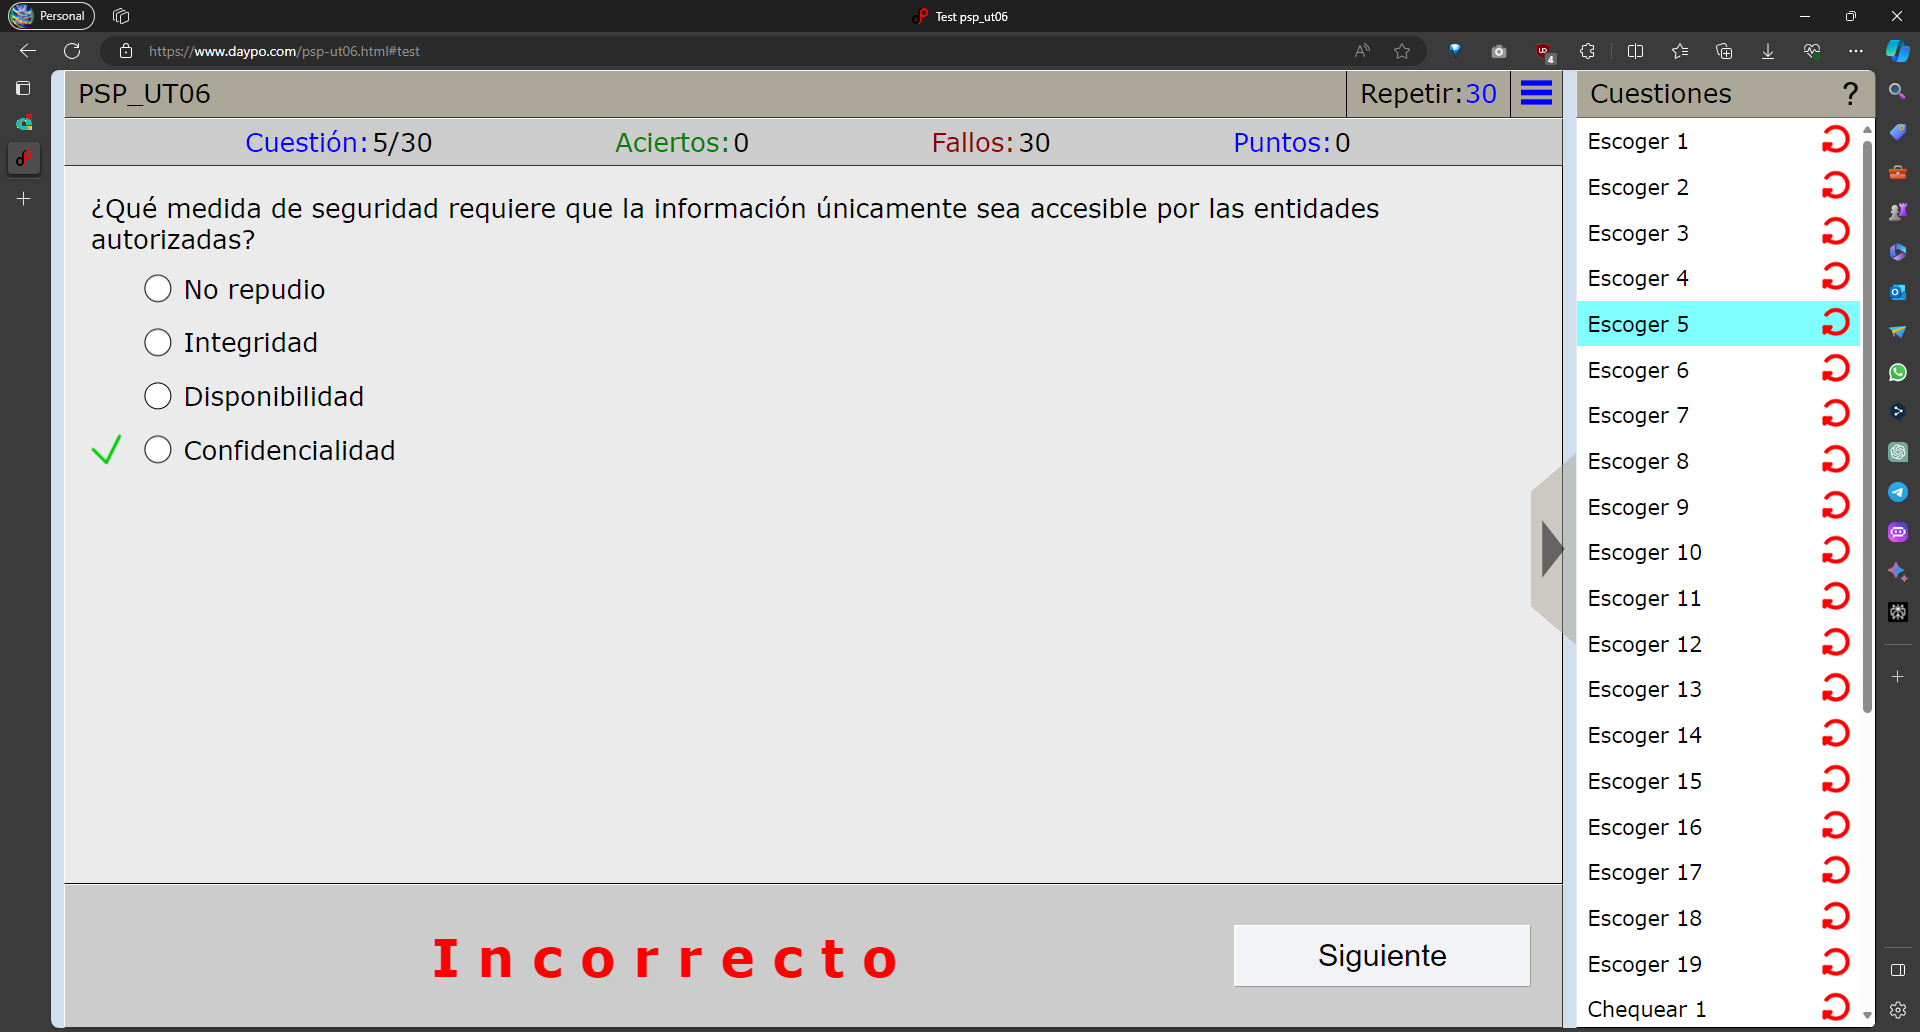 Personal
Test psp_ut06
https://www.daypo.com/psp-ut06.html#test
4
PSP_UT06
Repetir:30
Cuestión:5/30
Aciertos:0
Fallos:30
Puntos:0
¿Qué medida de seguridad requiere que la información únicamente sea accesible por las entidades
autorizadas?
No repudio
Integridad
Disponibilidad
Confidencialidad
Incorrecto
Siguiente
Cuestiones
?
Escoger 1
Escoger 2
Escoger 3
Escoger 4
Escoger 5
Escoger 6
Escoger 7
Escoger 8
Escoger 9
Escoger 10
Escoger 11
Escoger 12
Escoger 13
Escoger 14
Escoger 15
Escoger 16
Escoger 17
Escoger 18
Escoger 19
Chequear 1